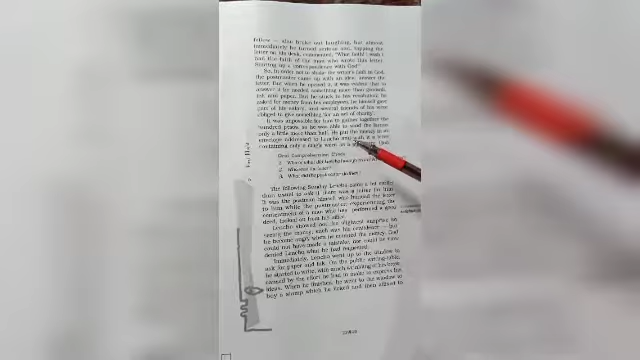 fellow — also broke out laughing, but almost
immediately he turned serious and, tapping the
letter on his desk, commented, "What faith! I wish I
had the faith of the man who wrote this letter.
Starting up a correspondence with God!"
So, in order not to shake the writer's faith in God,
the postmaster came up with an idea: answer the
letter. But when he opened it, it was evident that to
answer it he needed something more than goodwill,
ink and paper. But he stuck to his resolution: he
asked for money from his employees, he himself gave
part of his salary, and several friends of his were
obliged to give something 'for an act of charity'.
It was impossible for him to gather together the
hundred pesos, so he was able to send the farmer
only a little more than half. He put the money in an
envelope addressed to Lencho and with it a letter
containing only a single word as a
Oral Comprehension Check
1.
2. Who read the letter?
3. What did the postmaster do then?
The following Sunday Lencho came a bit earlier
than usual to ask if there was a letter for him.
It was the postman himself who handed the letter
to him while the postmaster, experiencing the
contentment of a man who has performed a good
deed, looked on from his office.
Lencho showed not the slightest surprise on
seeing the money; such was his confidence — but
he became angry when he counted the money. God
could not have made a mistake, nor could he have
denied Lencho what he had requested.
Immediately, Lencho went up to the window to
ask for paper and ink. On the public writing-table,
he started to write, with much wrinkling of his brow,
caused by the effort he had to make to express his
ideas. When he finished, he went to the window to
buy a stamp which he licked and then affixed to